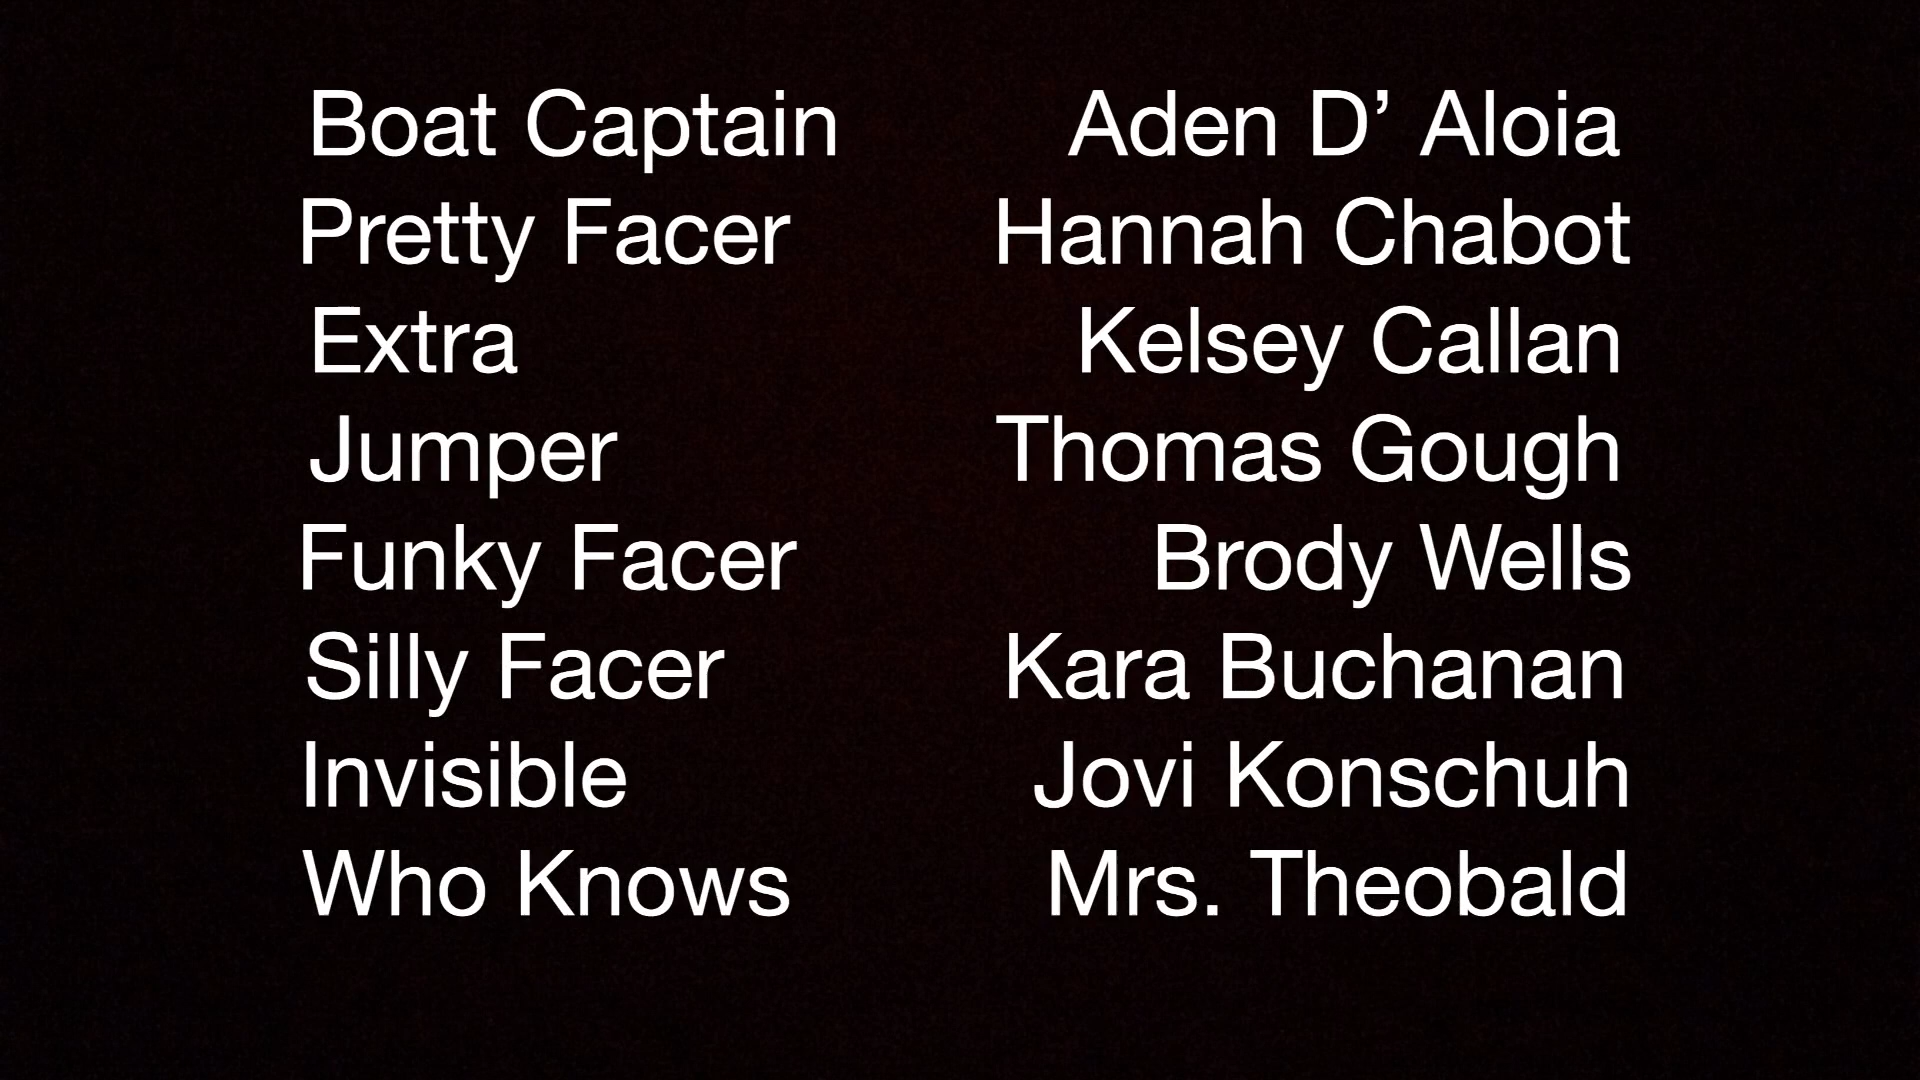 Boat Captain Aden D’ Aloia
Pretty Facer Hannah Chabot
Extra Kelsey Callan
Jumper Thomas Gough
Funky Facer Brody Wells
Silly Facer Kara Buchanan
Invisible Jovi Konschuh
Who Knows Mrs. Theobald